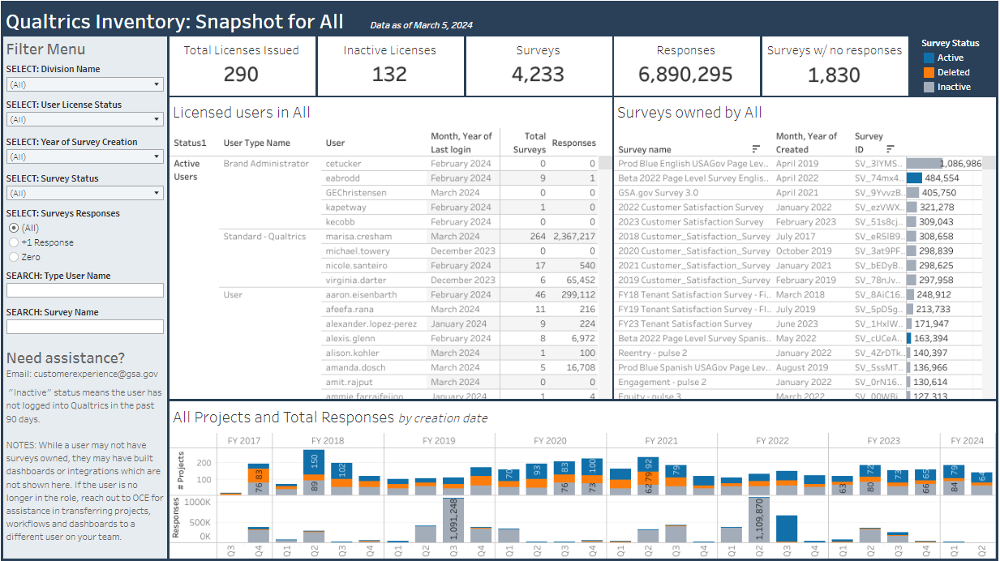 Qualtrics Inventory: Snapshot for All
Data as of March 5, 2024
Filter Menu
SELECT: Division Name
(All)
SELECT: User License Status
(All)
SELECT: Year of Survey Creation
(All)
SELECT: Survey Status
(All)
SELECT: Surveys Responses
(All)
+1 Response
Zero
SEARCH: Type User Name
SEARCH: Survey Name
Need assistance?
Email: customerexperience@gsa.gov
"Inactive" status means the user has
not logged into Qualtrics in the past
90 days.
NOTES: While a user may not have
surveys owned, they may have built
dashboards or integrations which are
not shown here. If the user is no
longer in the role, reach out to OCE for
assistance in transferring projects,
workflows and dashboards to a
different user on your team.
Total Licenses Issued
290
Inactive Licenses
132
Surveys
4,233
Responses
6,890,295
Surveys w/ no responses
1,830
Survey Status
Active
Deleted
Inactive
Licensed users in All
Status1 User Type Name User Month, Year of Last login Total Surveys Responses
Active Users Brand Administrator cetucker February 2024 0 0
eabrodd February 2024 9 1
GEChristensen March 2024 0 0
kapetway February 2024 1 0
kecobb February 2024 0 0
Standard - Qualtrics marisa.cresham March 2024 264 2,367,217
michael.towery December 2023 0 0
nicole.santeiro February 2024 17 540
virginia.darter December 2023 6 65,452
User aaron.eisenbarth February 2024 46 299,112
afeefa.rana March 2024 11 216
alexander.lopez-perez January 2024 9 224
alexis.glenn February 2024 8 6,972
alison.kohler March 2024 1 100
amanda.dosch March 2024 5 16,708
amit.rajput March 2024 0 0
ammie.farraifeijoo January 2024 1 4
Surveys owned by All
Survey name Month, Year of Created Survey ID
Prod Blue English USAGov Page Lev.. April 2019 SV_3IYMS.. 1,086,986
Beta 2022 Page Level Survey Englis.. April 2022 SV_74mx4.. 484,554
GSA.gov Survey 3.0 April 2021 SV_9YvvzB.. 405,750
2022 Customer Satisfaction Survey January 2022 SV_ezVWX.. 321,278
2023 Customer Satisfaction Survey February 2023 SV_51s8cj.. 309,043
2018 Customer_Satisfaction_Survey July 2017 SV_eR5IB9.. 308,658
2020 Customer_Satisfaction_Survey October 2019 SV_3at9PF.. 298,839
2021 Customer_Satisfaction_Survey January 2021 SV_bEDyB.. 298,625
2019 Customer_Satisfaction_Survey February 2019 SV_78nJv.. 297,958
FY18 Tenant Satisfaction Survey - Fi.. March 2018 SV_8AiC16.. 248,912
FY19 Tenant Satisfaction Survey - FI.. July 2019 SV_5pD5g.. 213,733
FY23 Tenant Satisfaction Survey June 2023 SV_1HxIW.. 171,947
Beta 2022 Page Level Survey Spanis.. May 2022 SV_cUCeA.. 163,394
Reentry - pulse 2 January 2022 SV_4ZrDTk.. 140,397
Prod Blue Spanish USAGov Page Lev.. August 2019 SV_5ssMT.. 136,966
Engagement - pulse 2 January 2022 SV_0rN16.. 130,614
Equity - pulse 3 March 2022 SV_00WBi.. 127,313
All Projects and Total Responses by creation date
FY 2017 FY 2018 FY 2019 FY 2020 FY 2021 FY 2022 FY 2023 FY 2024
# Projects
200
100
83
76
150
89
102
70
93
83
76
100
73
92
79
62
79
63
72
80
73
65
66
79
84
64
Responses
1000K
500K
0K
1,091,248
1,109,870
Q3 Q4 Q1 Q2 Q3 Q4 Q1 Q2 Q3 Q4 Q1 Q2 Q3 Q4 Q1 Q2 Q3 Q4 Q1 Q2 Q3 Q4 Q1 Q2 Q3 Q4 Q1 Q2